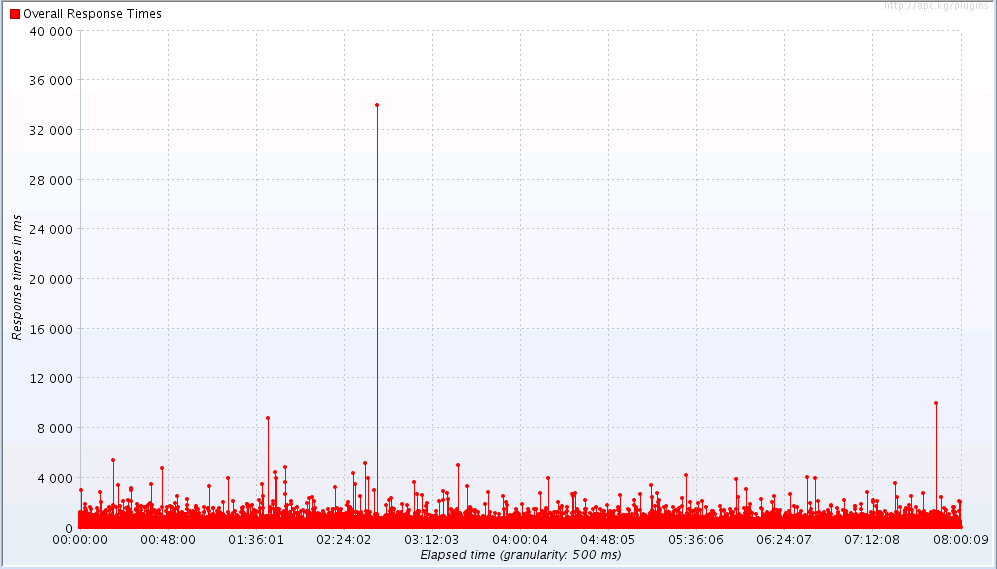 http://apc.kg/plugins
Overall Response Times
40 000
36 000
32 000
28 000
24 000
20 000
16 000
12 000
8 000
4 000
0
Response times in ms
00:00:00 00:48:00 01:36:01 02:24:02 03:12:03 04:00:04 04:48:05 05:36:06 06:24:07 07:12:08 08:00:09
Elapsed time (granularity: 500 ms)